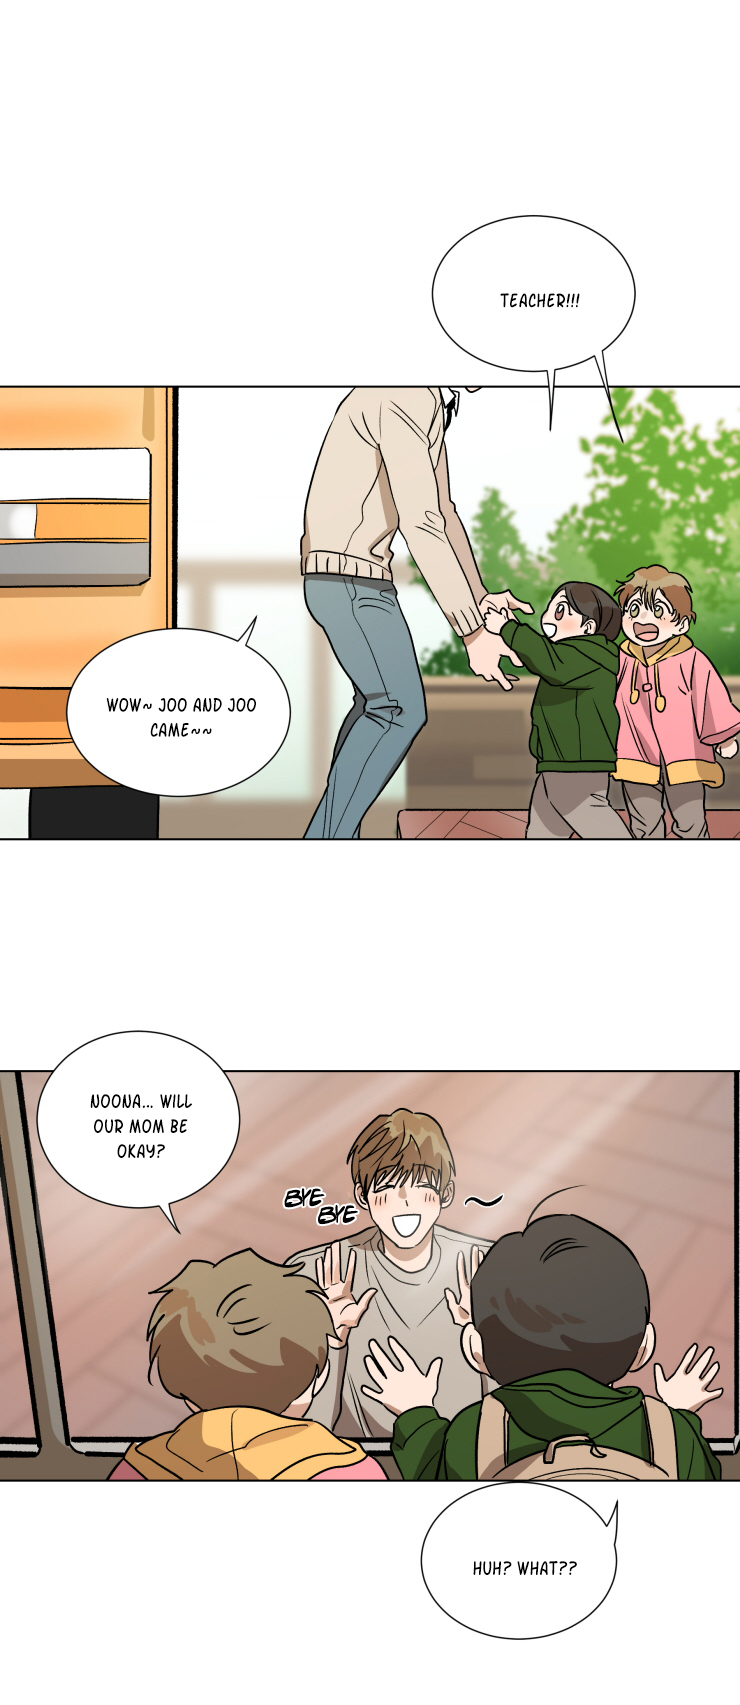 TEACHER!!!
WOW~ JOO AND JOO
CAME~~
NOONA... WILL
OUR MOM BE
OKAY?
BYE
BYE
~
HUH? WHAT??